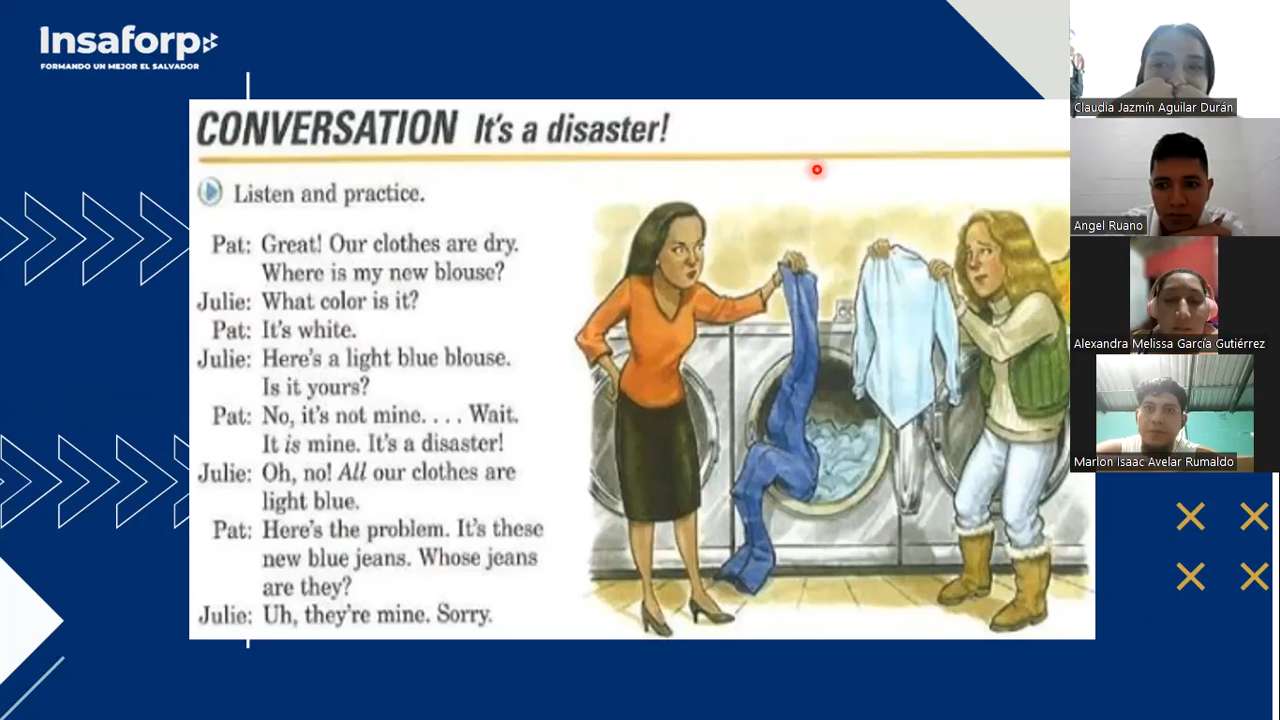 Insaforp
FORMANDO UN MEJOR EL SALVADOR
CONVERSATION It's a disaster!
Listen and practice.
Pat: Great! Our clothes are dry.
Where is my new blouse?
Julie: What color is it?
Pat: It's white.
Julie: Here's a light blue blouse.
Is it yours?
Pat: No, it's not mine. . . . Wait.
It is mine. It's a disaster!
Julie: Oh, no! All our clothes are
light blue.
Pat: Here's the problem. It's these
new blue jeans. Whose jeans
are they?
Julie: Uh, they're mine. Sorry.
Claudia Jazmín Aguilar Durán
Angel Ruano
Alexandra Melissa García Gutiérrez
Marlon Isaac Avelar Rumaldo